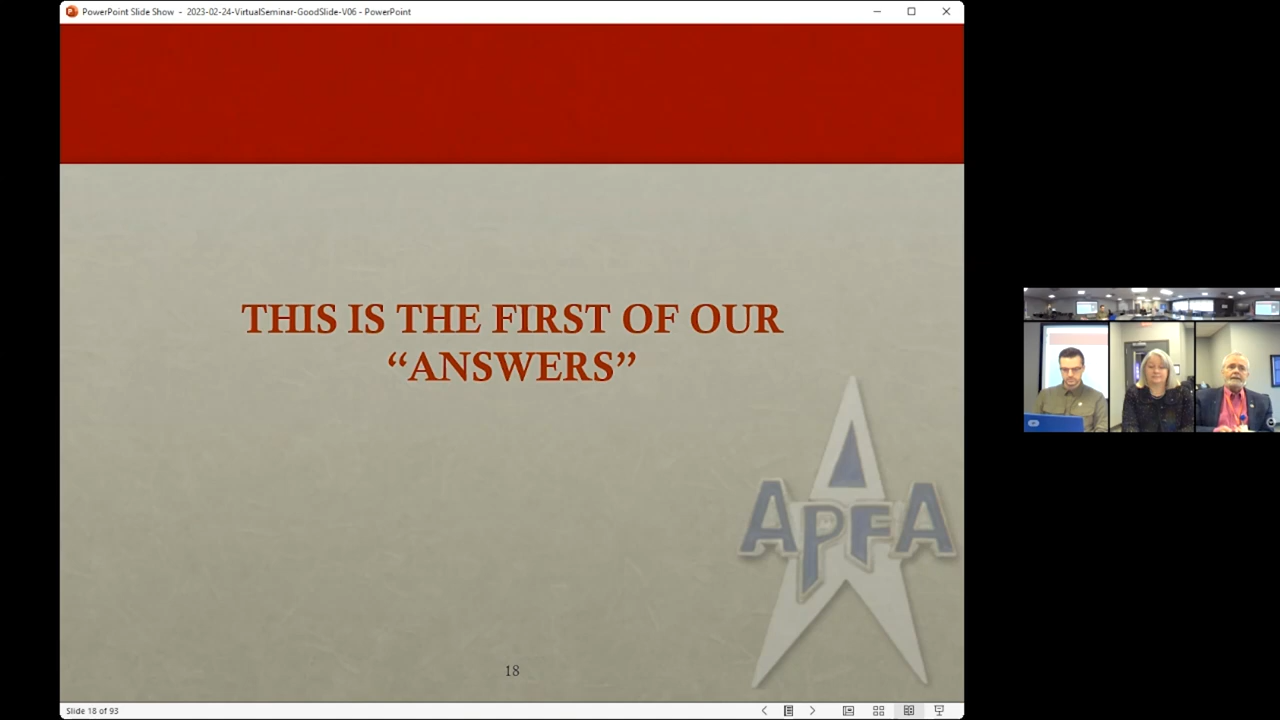 PowerPoint Slide Show - 2023-02-24-VirtualSeminar-GoodSlide-V06 - PowerPoint
THIS IS THE FIRST OF OUR
“ANSWERS”
APFA
18
Slide 18 of 93